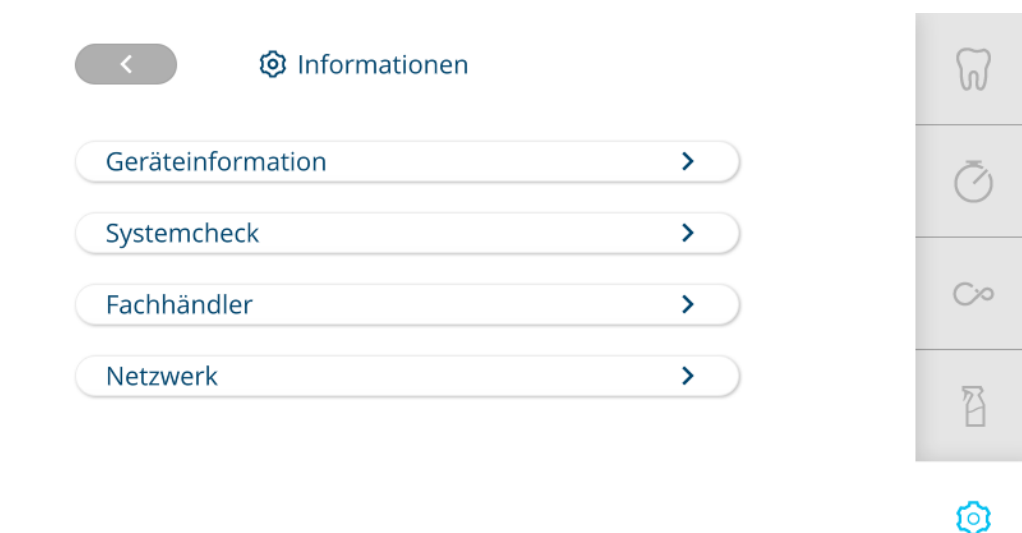 Informationen
Geräteinformation
Systemcheck
Fachhändler
Netzwerk